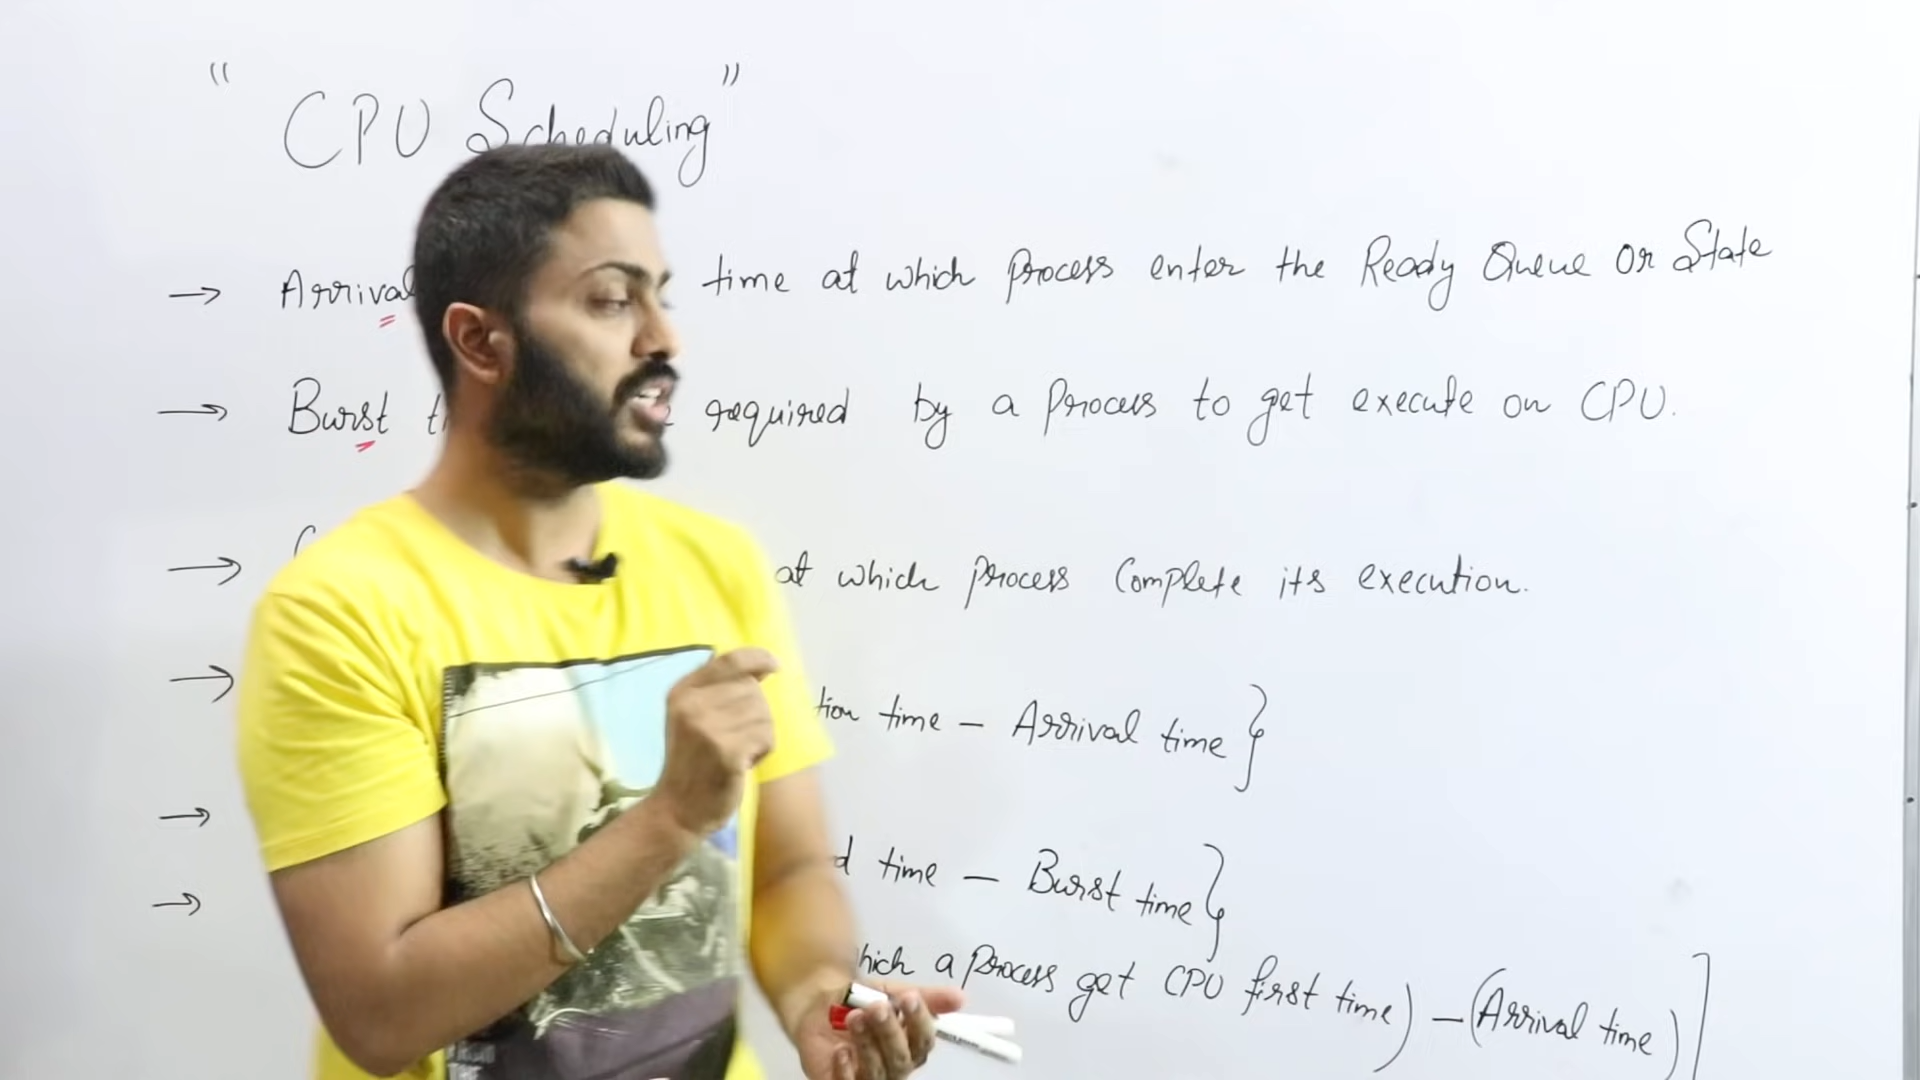 " CPU Scheduling "
→ Arrival time at which process enter the Ready Queue or State
→ Burst required by a process to get execute on CPU.
→ at which process Complete its execution.
→ time - Arrival time }
→ time - Burst time }
→ a process get CPU first time) - (Arrival time)]